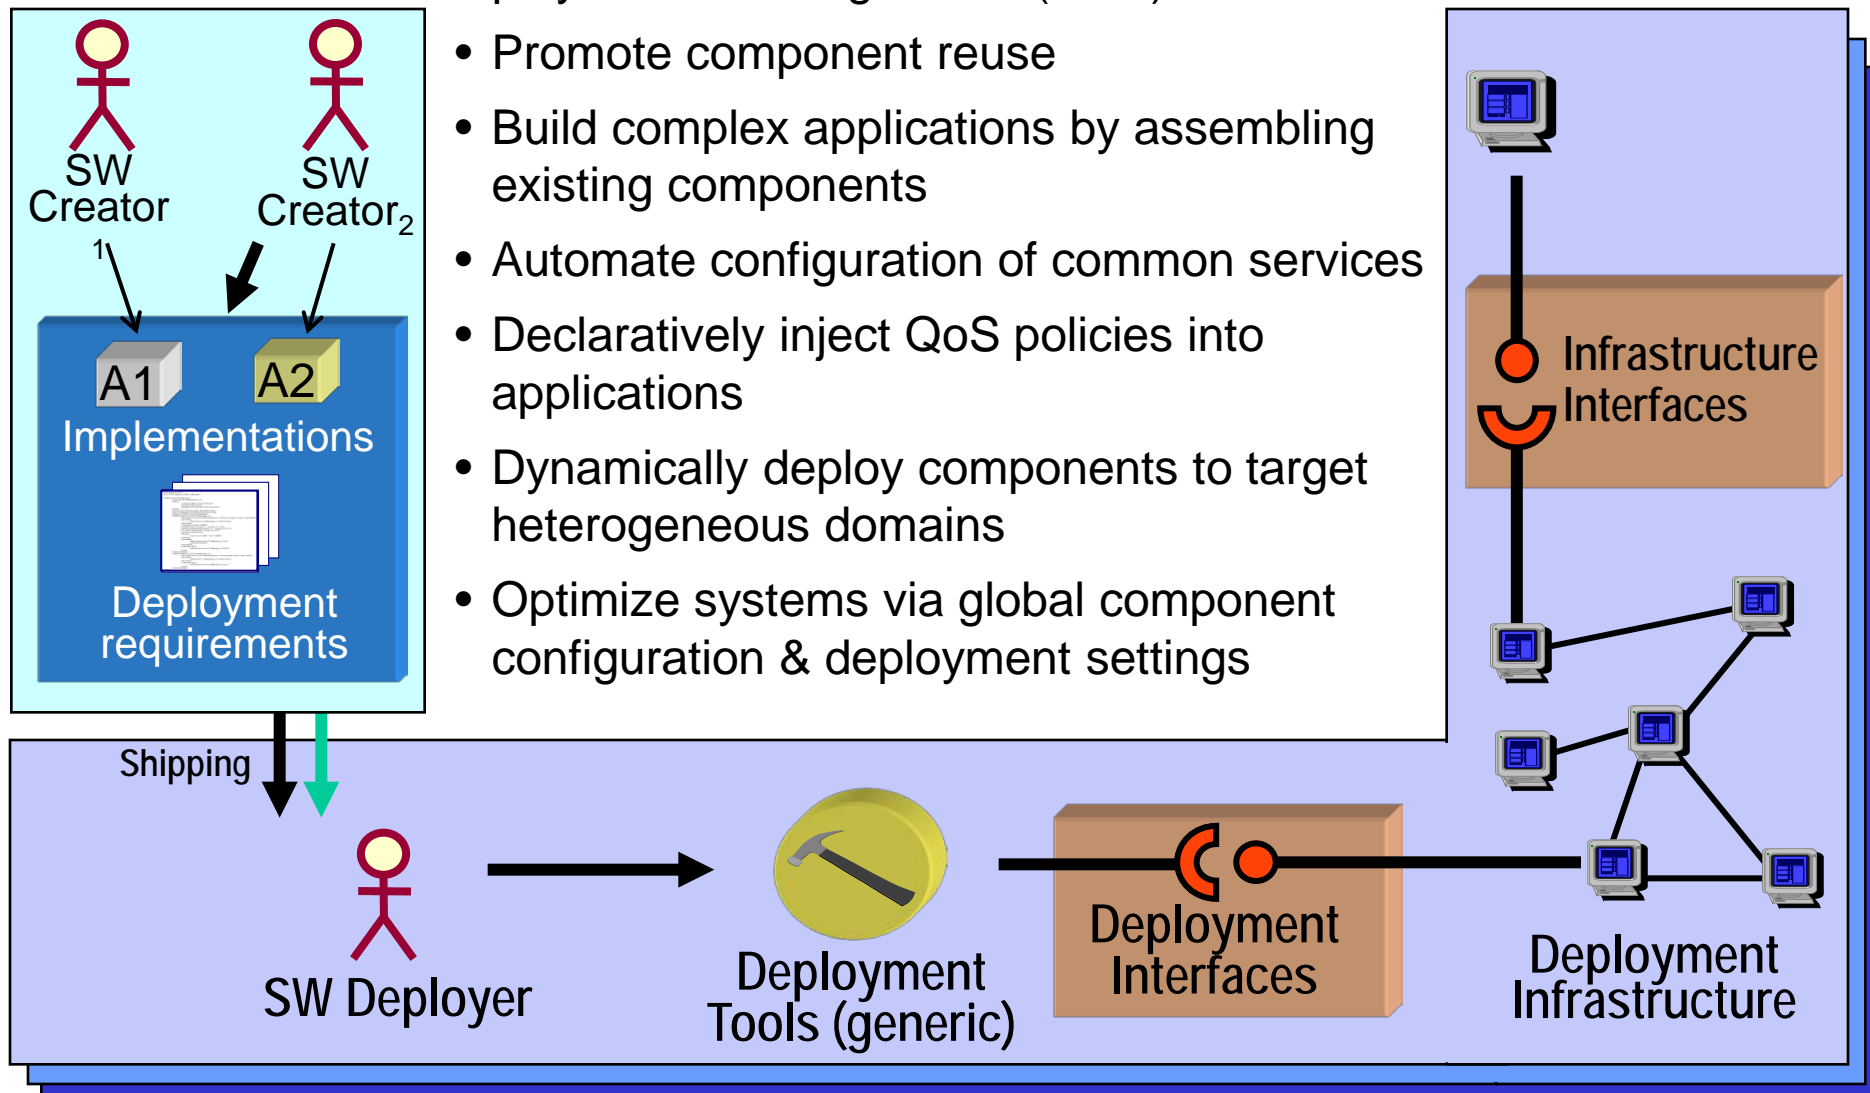 • Promote component reuse
• Build complex applications by assembling
existing components
• Automate configuration of common services
• Declaratively inject QoS policies into
applications
• Dynamically deploy components to target
heterogeneous domains
• Optimize systems via global component
configuration & deployment settings
SW
Creator
1
SW
Creator2
A1
A2
Implementations
Deployment
requirements
Shipping
SW Deployer
Deployment
Tools (generic)
Deployment
Interfaces
Infrastructure
Interfaces
Deployment
Infrastructure